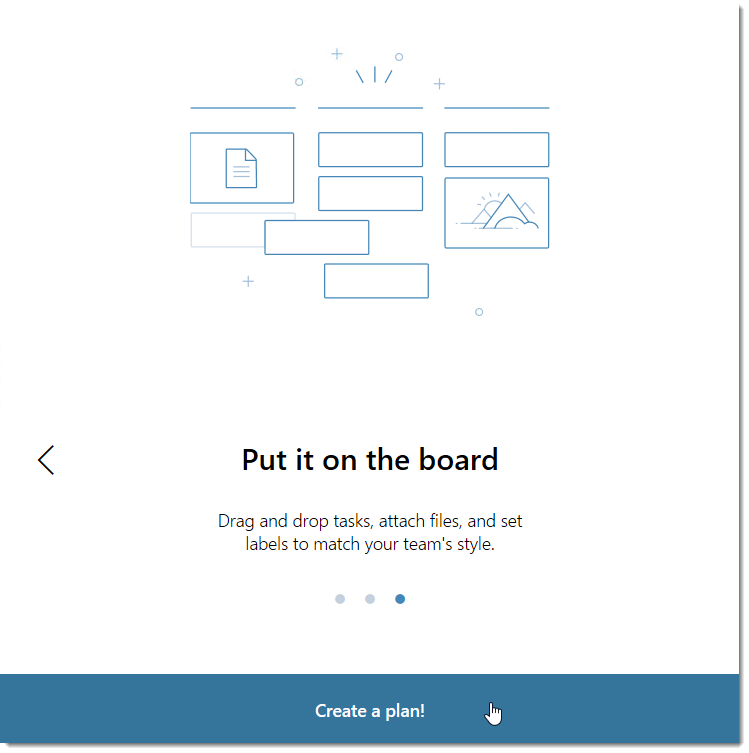 Put it on the board
Drag and drop tasks, attach files, and set
labels to match your team's style.
Create a plan!